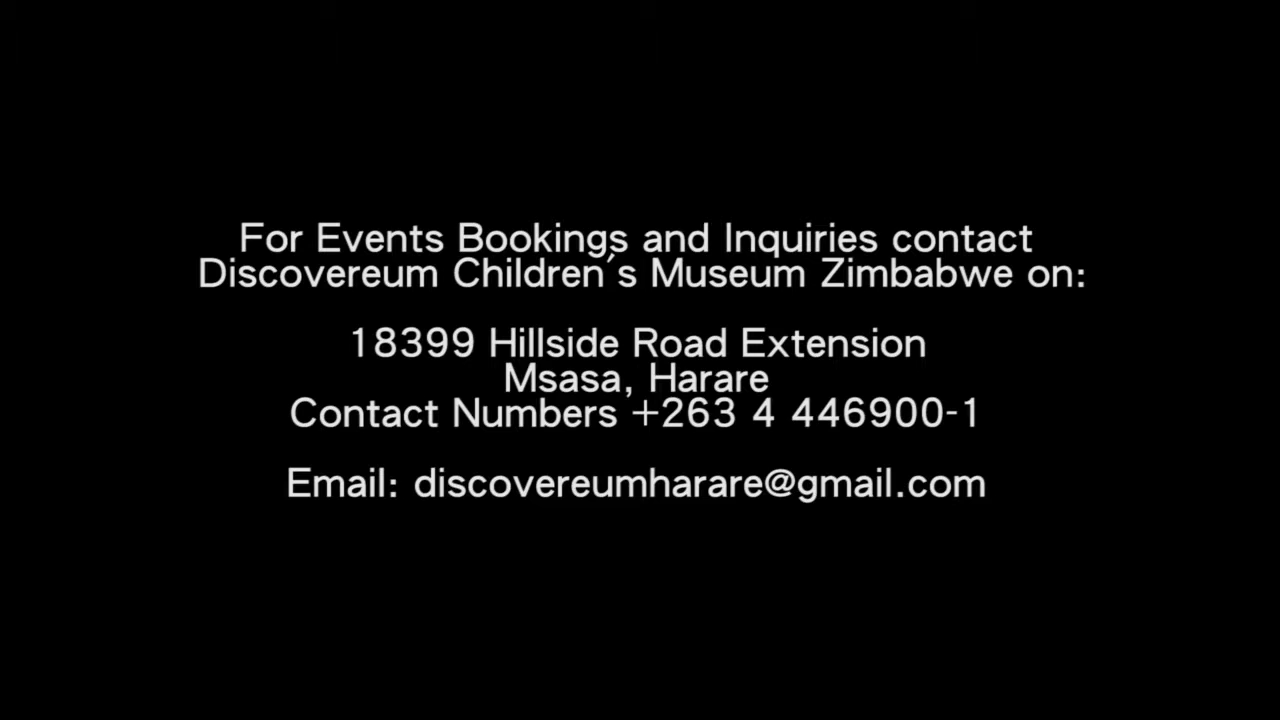 For Events Bookings and Inquiries contact
Discovereum Children's Museum Zimbabwe on:
18399 Hillside Road Extension
Msasa, Harare
Contact Numbers +263 4 446900-1
Email: discovereumharare@gmail.com